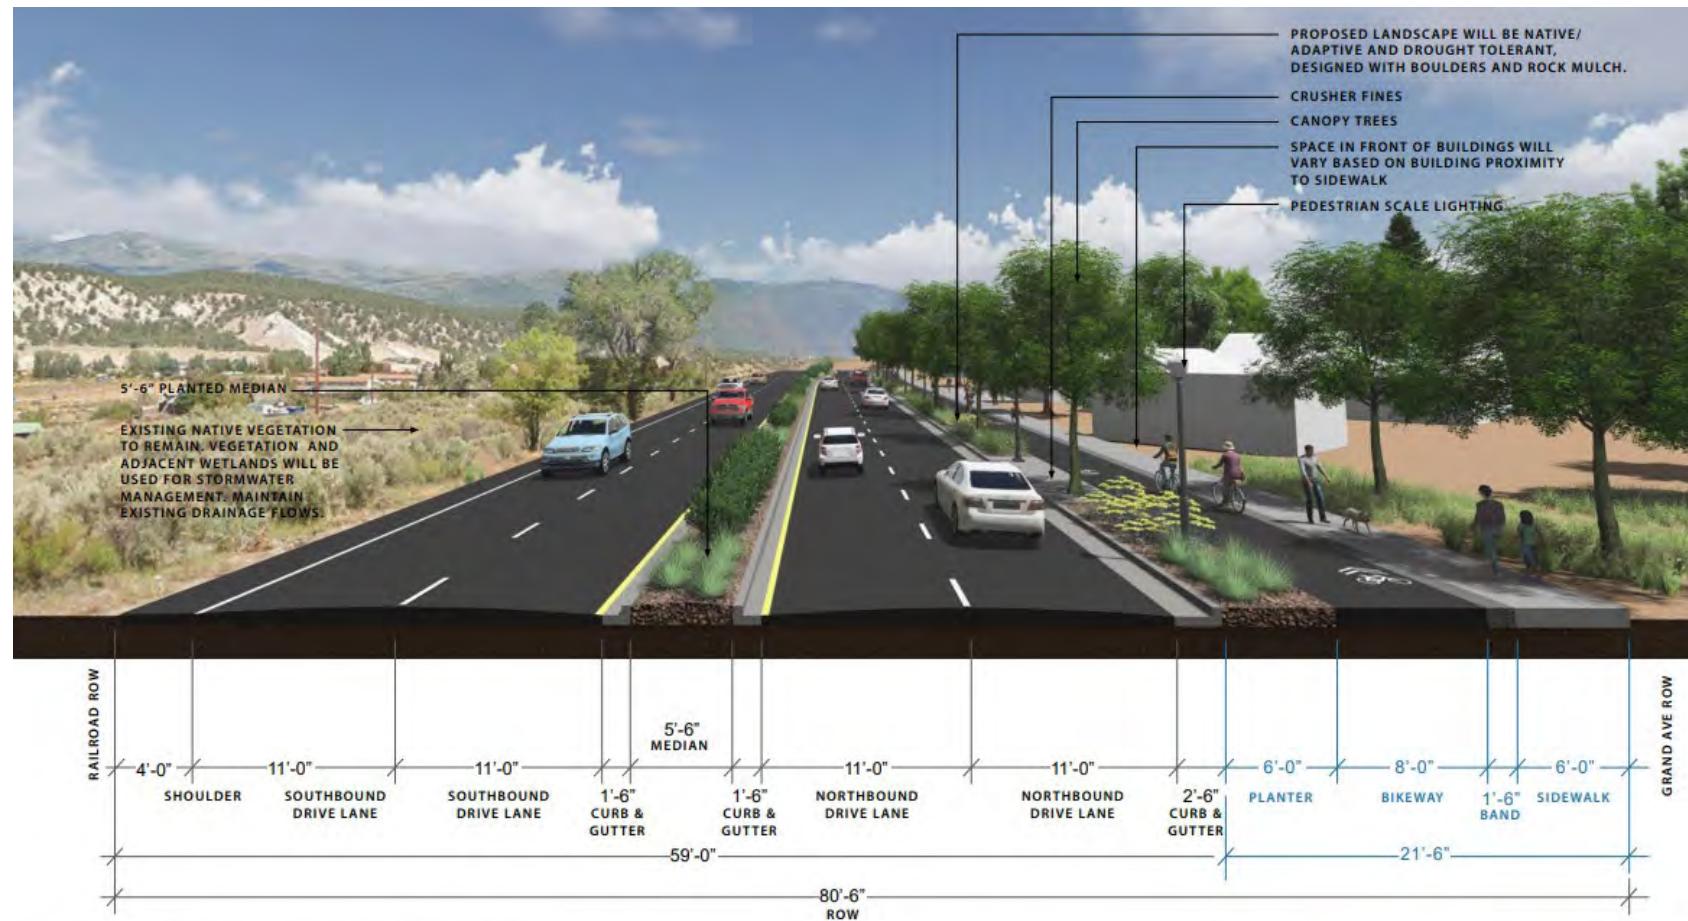 PROPOSED LANDSCAPE WILL BE NATIVE/
ADAPTIVE AND DROUGHT TOLERANT,
DESIGNED WITH BOULDERS AND ROCK MULCH.
CRUSHER FINES
CANOPY TREES
SPACE IN FRONT OF BUILDINGS WILL
VARY BASED ON BUILDING PROXIMITY
TO SIDEWALK
PEDESTRIAN SCALE LIGHTING
5'-6" PLANTED MEDIAN
EXISTING NATIVE VEGETATION
TO REMAIN. VEGETATION AND
ADJACENT WETLANDS WILL BE
USED FOR STORMWATER
MANAGEMENT. MAINTAIN
EXISTING DRAINAGE FLOWS.
RAILROAD ROW
4'-0"
SHOULDER
11'-0"
SOUTHBOUND
DRIVE LANE
11'-0"
SOUTHBOUND
DRIVE LANE
1'-6"
CURB &
GUTTER
5'-6"
MEDIAN
1'-6"
CURB &
GUTTER
11'-0"
NORTHBOUND
DRIVE LANE
11'-0"
NORTHBOUND
DRIVE LANE
2'-6"
CURB &
GUTTER
6'-0"
PLANTER
8'-0"
BIKEWAY
1'-6"
BAND
6'-0"
SIDEWALK
GRAND AVE ROW
59'-0"
21'-6"
80'-6"
ROW